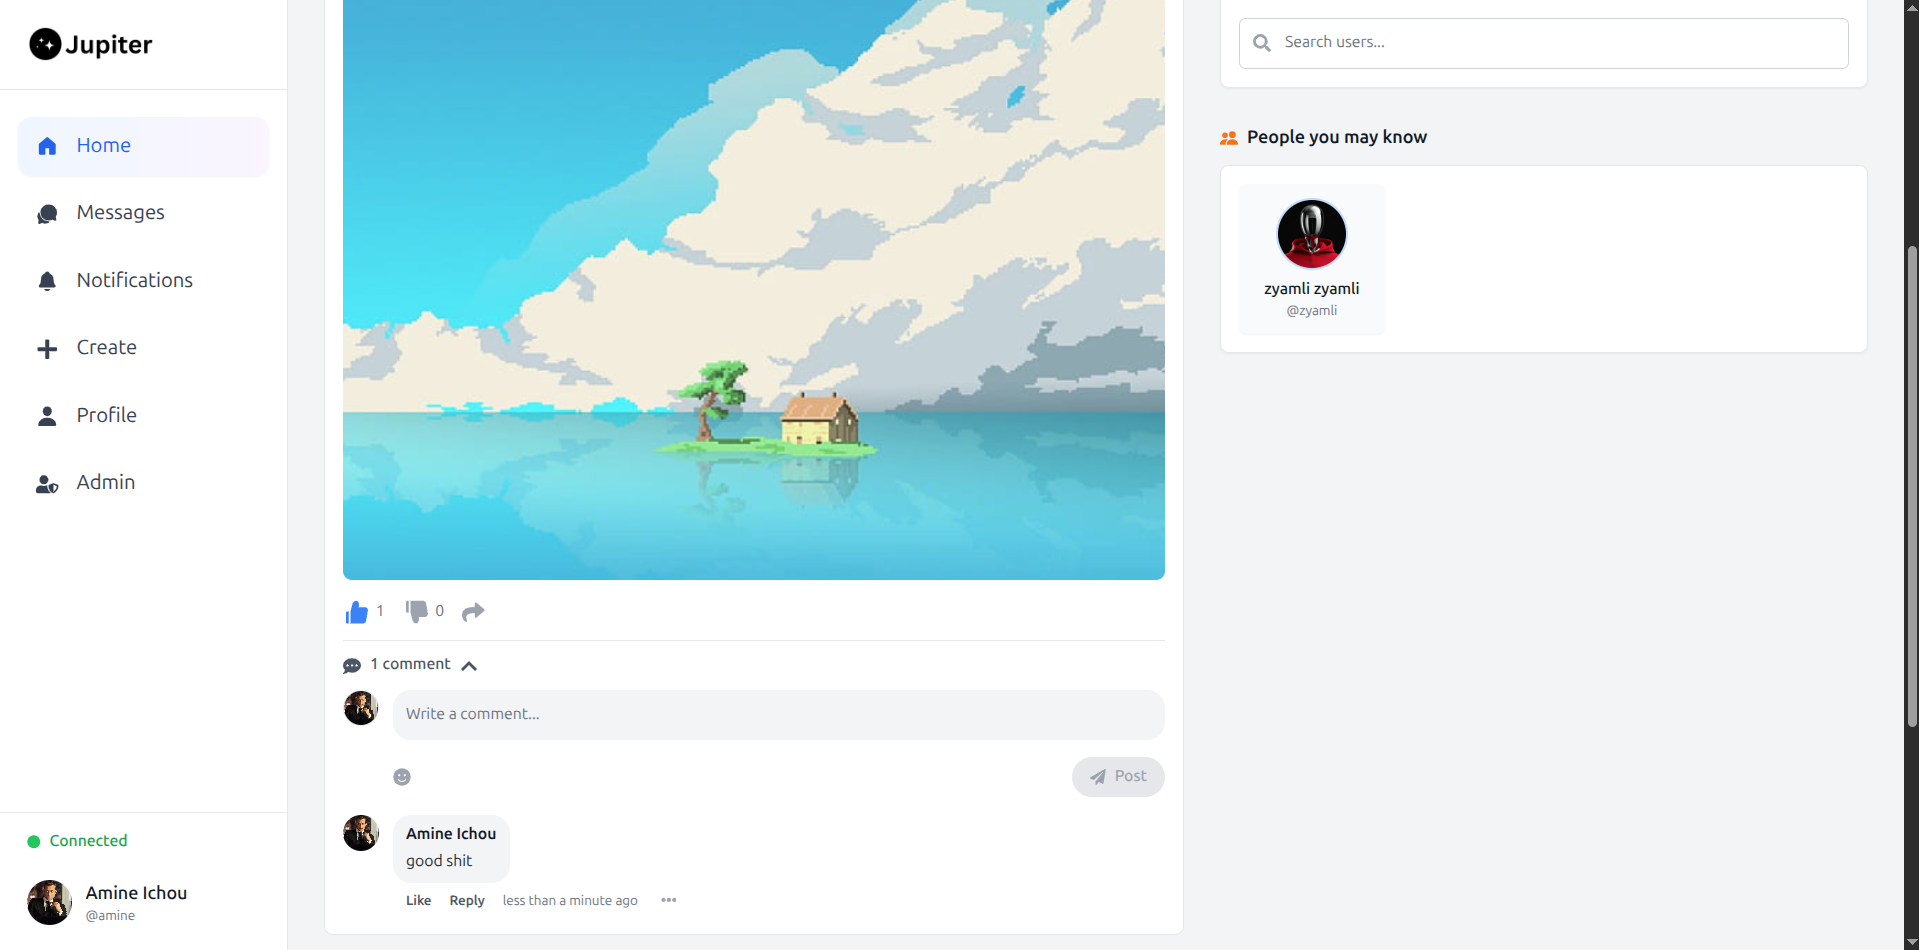 Jupiter
Home
Messages
Notifications
Create
Profile
Admin
Connected
Amine Ichou
@amine
1
0
1 comment
Write a comment...
Post
Amine Ichou
good shit
Like
Reply
less than a minute ago
Search users...
People you may know
zyamli zyamli
@zyamli